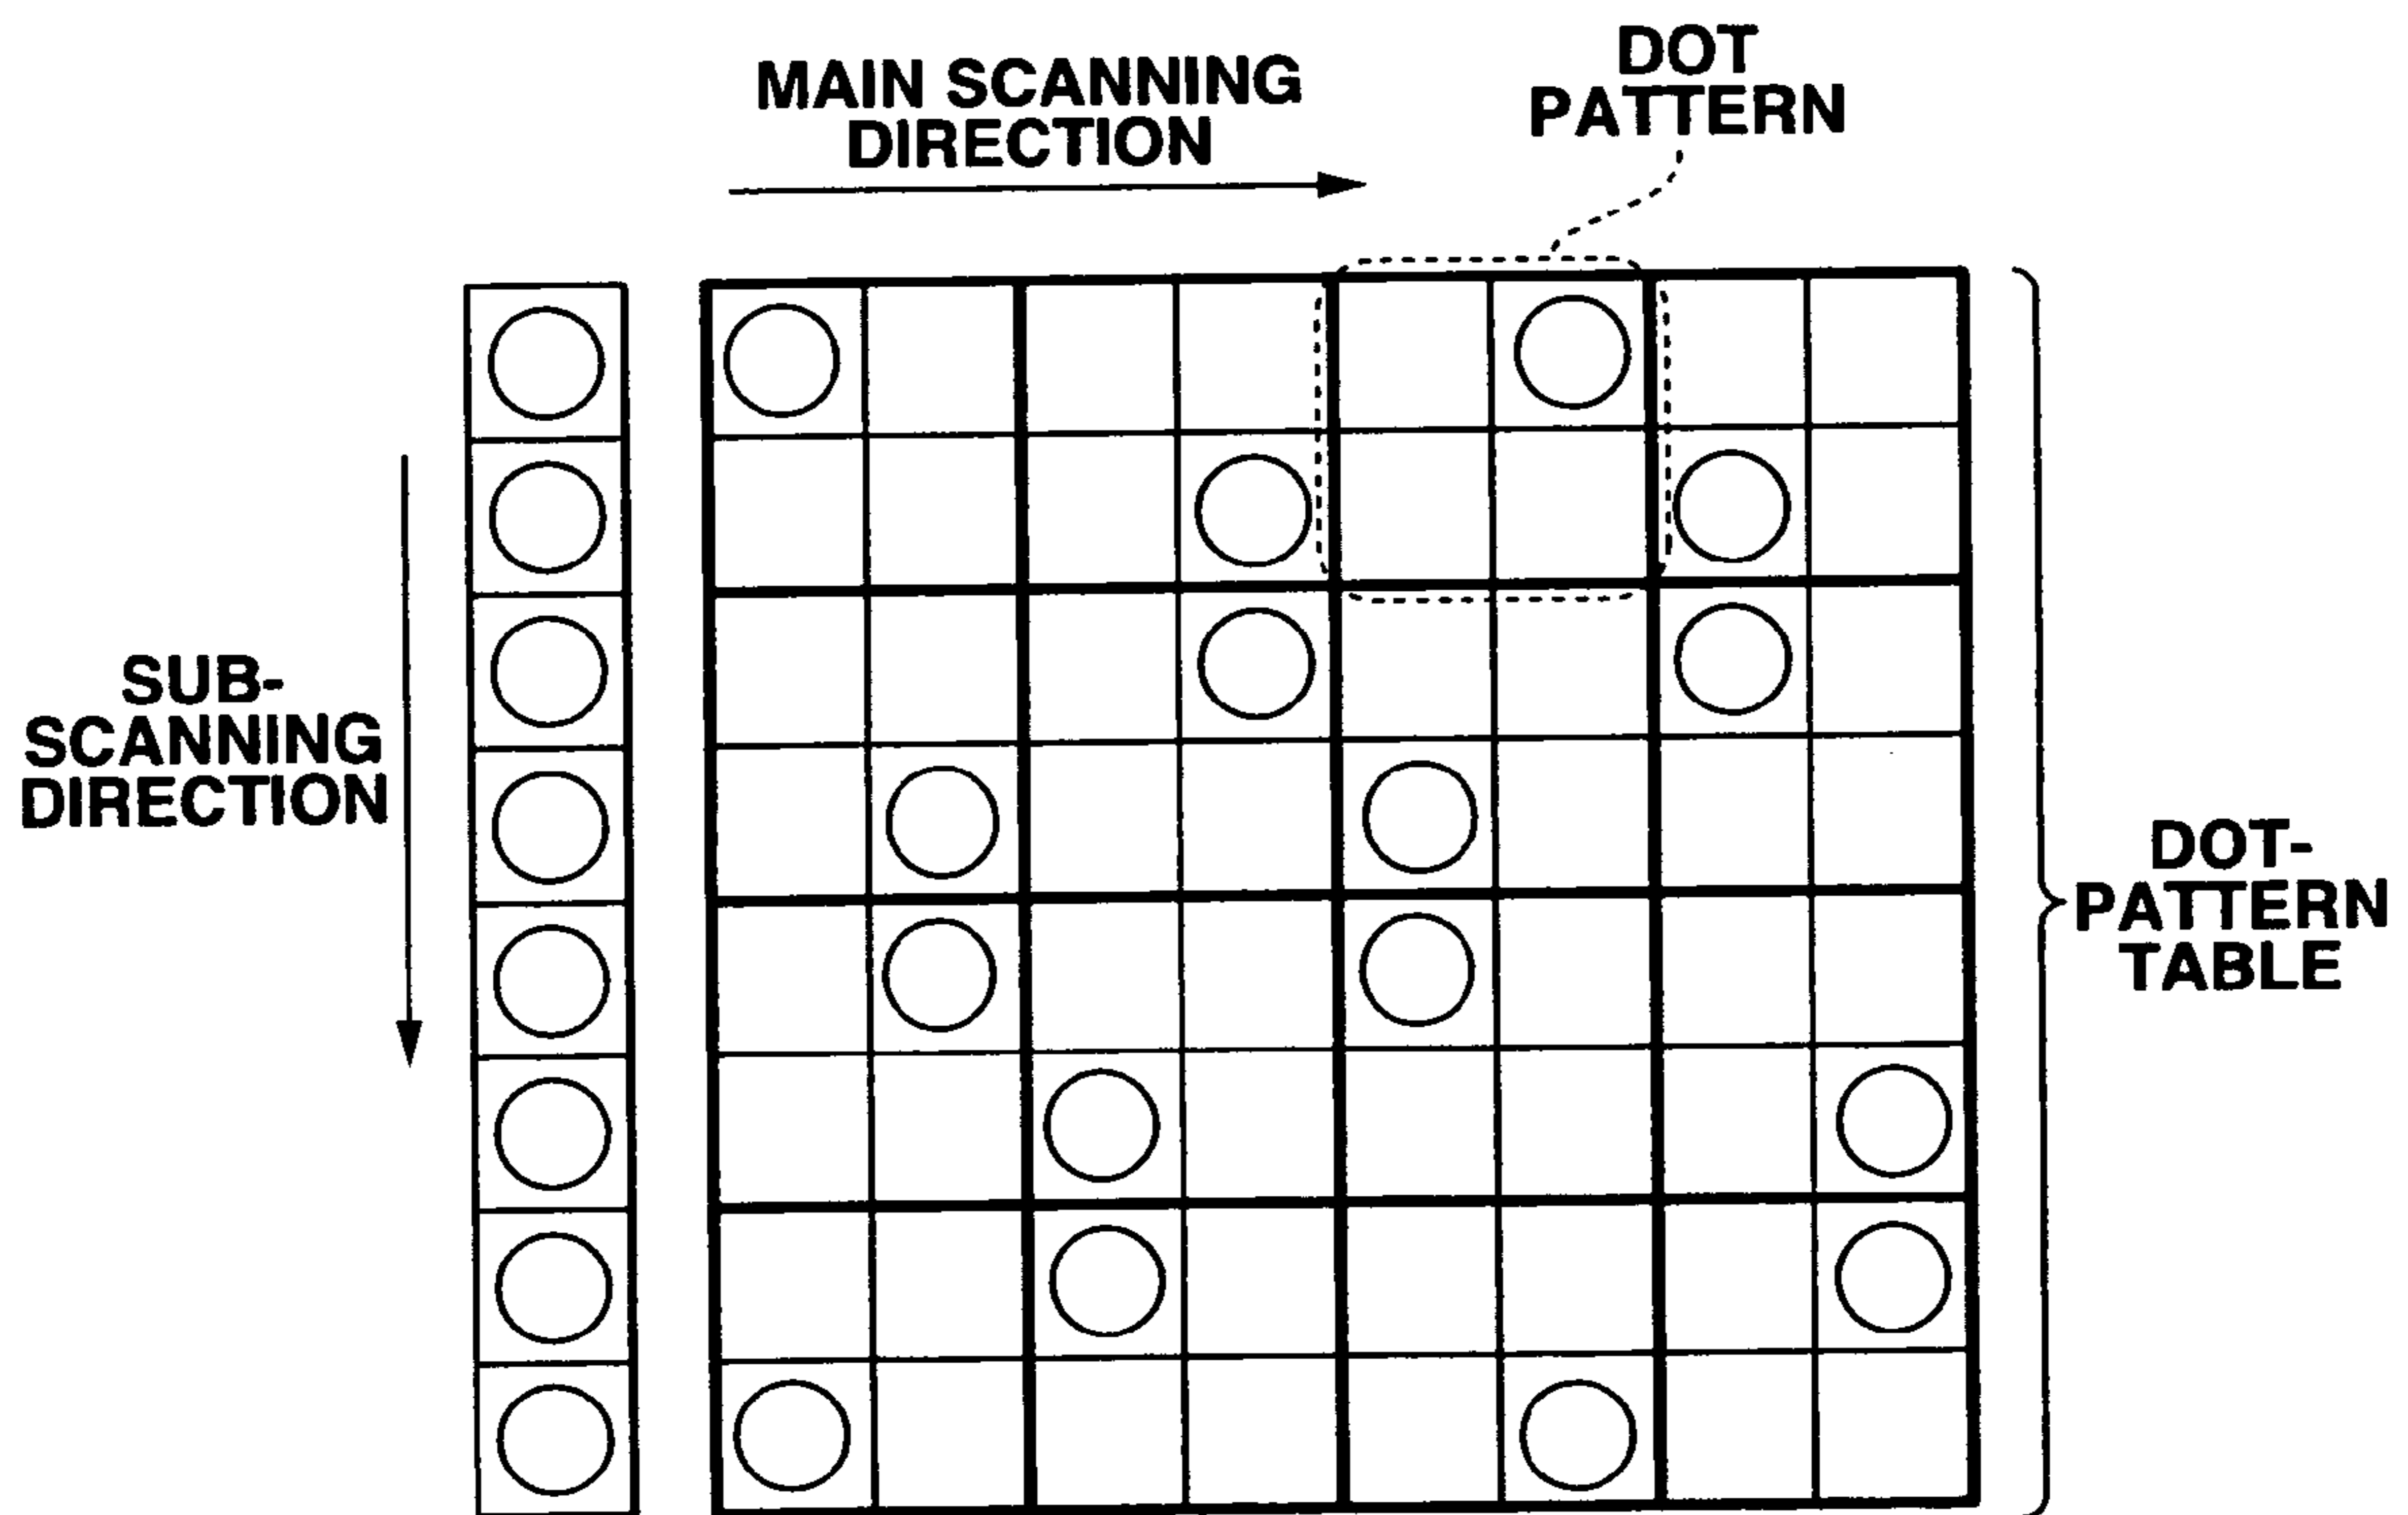 MAIN SCANNING
DIRECTION
DOT
PATTERN
SUB-
SCANNING
DIRECTION
DOT-
PATTERN
TABLE